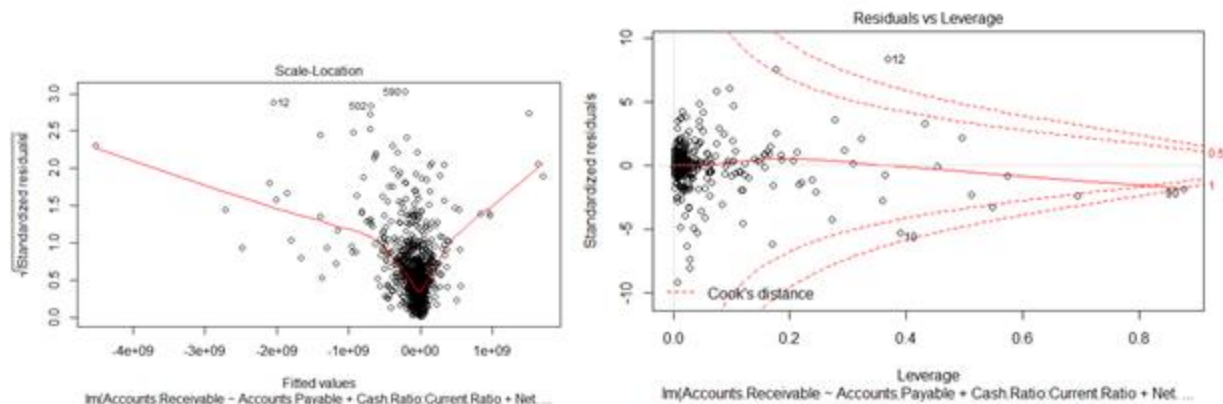 Scale-Location
√|Standardized residuals|
3.0
2.5
2.0
1.5
1.0
0.5
0.0
12
502
590
-4e+09 -3e+09 -2e+09 -1e+09 0e+00 1e+09
Fitted values
lm(Accounts.Receivable ~ Accounts.Payable + Cash.Ratio:Current.Ratio + Net. ...
Residuals vs Leverage
Standardized residuals
10
5
0
-5
-10
12
10
90
0.5
1
Cook's distance
0.0 0.2 0.4 0.6 0.8
Leverage
lm(Accounts.Receivable ~ Accounts.Payable + Cash.Ratio:Current.Ratio + Net. ...